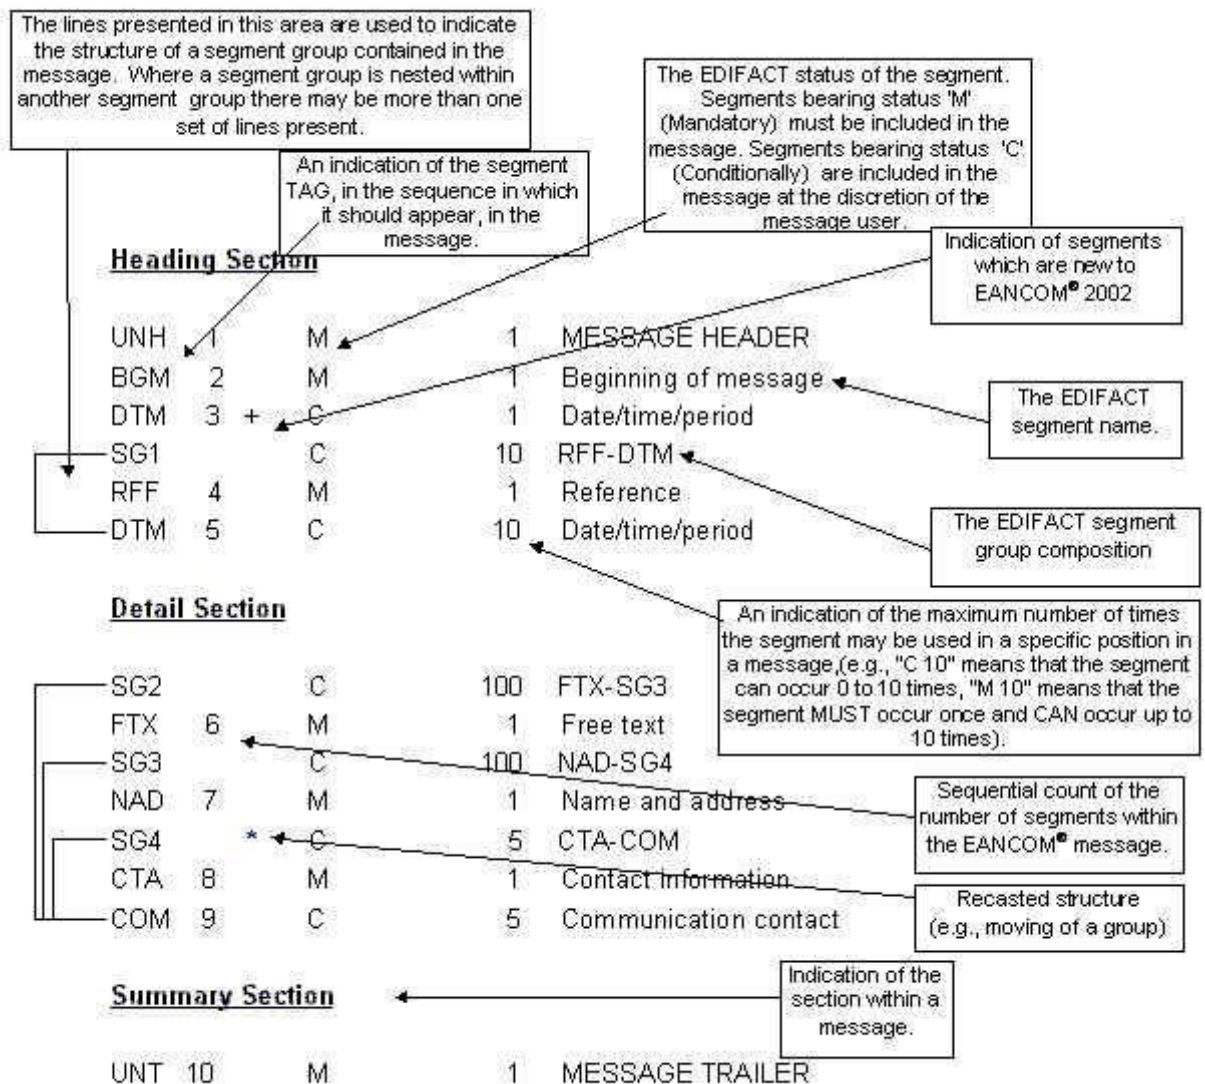 The lines presented in this area are used to indicate
the structure of a segment group contained in the
message. Where a segment group is nested within
another segment group there may be more than one
set of lines present.
An indication of the segment
TAG, in the sequence in which
it should appear, in the
message.
The EDIFACT status of the segment.
Segments bearing status 'M'
(Mandatory) must be included in the
message. Segments bearing status 'C'
(Conditionally) are included in the
message at the discretion of the
message user.
Indication of segments
which are new to
EANCOM® 2002
Heading Section
UNH 1 M 1 MESSAGE HEADER
BGM 2 M 1 Beginning of message
DTM 3 + C 1 Date/time/period
SG1 C 10 RFF-DTM
RFF 4 M 1 Reference
DTM 5 C 10 Date/time/period
The EDIFACT
segment name.
The EDIFACT segment
group composition
An indication of the maximum number of times
the segment may be used in a specific position in
a message,(e.g., "C 10" means that the segment
can occur 0 to 10 times, "M 10" means that the
segment MUST occur once and CAN occur up to
10 times).
Detail Section
SG2 C 100 FTX-SG3
FTX 6 M 1 Free text
SG3 C 100 NAD-SG4
NAD 7 M 1 Name and address
SG4 * C 5 CTA-COM
CTA 8 M 1 Contact Information
COM 9 C 5 Communication contact
Sequential count of the
number of segments within
the EANCOM® message.
Recasted structure
(e.g., moving of a group)
Summary Section
Indication of the
section within a
message.
UNT 10 M 1 MESSAGE TRAILER